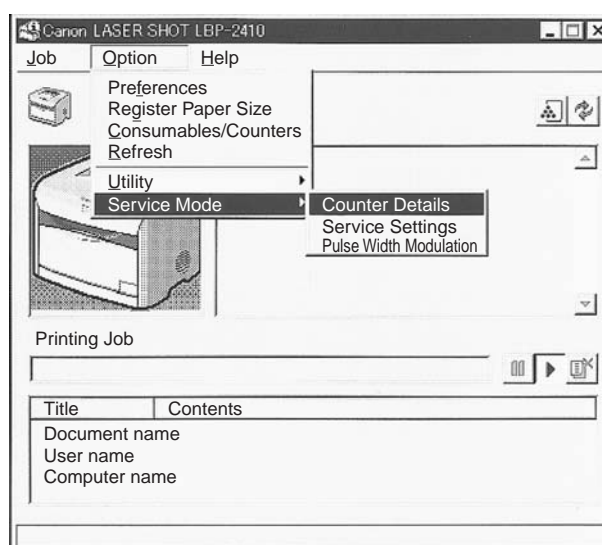 Canon LASER SHOT LBP-2410
Job Option Help
Preferences
Register Paper Size
Consumables/Counters
Refresh
Utility
Service Mode
Counter Details
Service Settings
Pulse Width Modulation
Printing Job
Title Contents
Document name
User name
Computer name